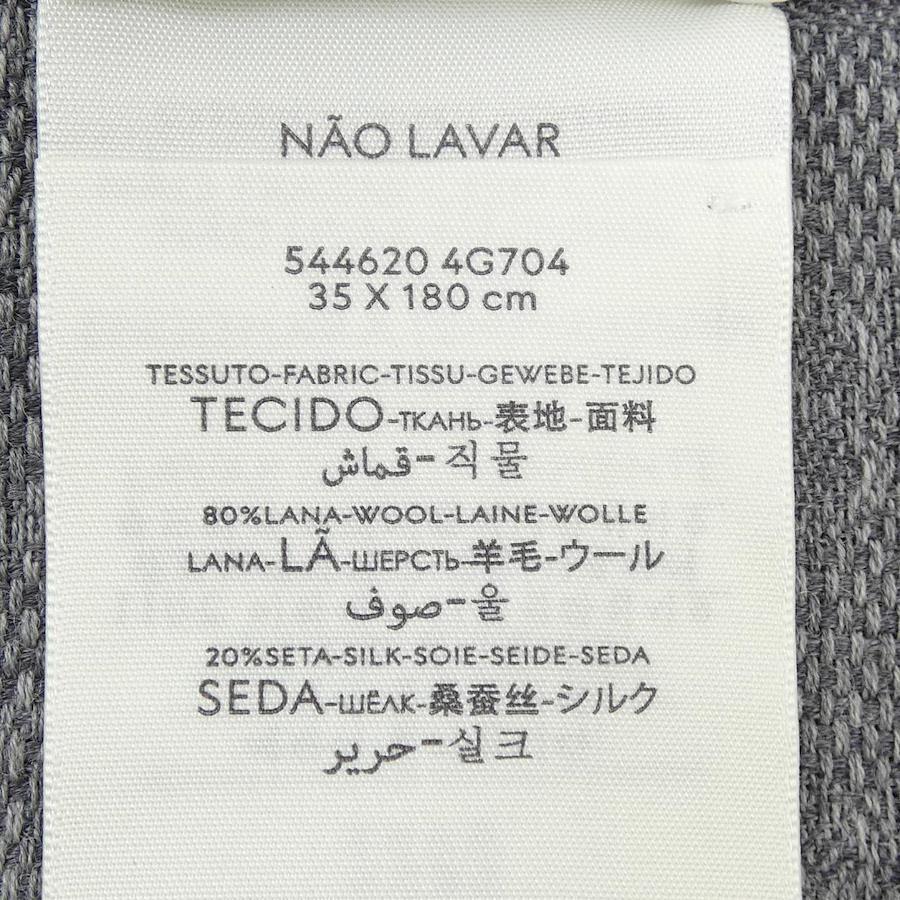 NÃO LAVAR
544620 4G704
35 X 180 cm
TESSUTO-FABRIC-TISSU-GEWEBE-TEJIDO
TECIDO-ТКАНЬ-表地-面料
قماش-직물
80%LANA-WOOL-LAINE-WOLLE
LANA-LÃ-ШЕРСТЬ-羊毛-ウール
صوف-울
20%SETA-SILK-SOIE-SEIDE-SEDA
SEDA-ШЁЛК-桑蚕丝-シルク
حرير-실크